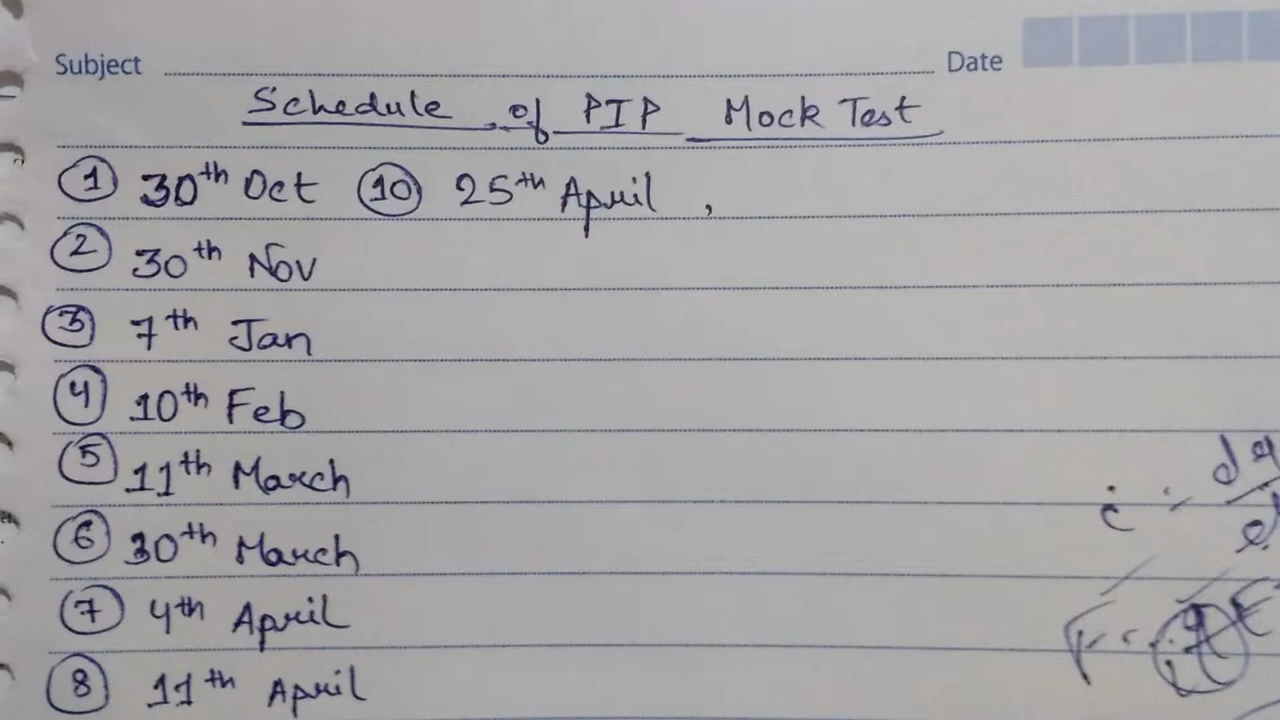 Subject Date
Schedule of PIP Mock Test
① 30th Oct ⑩ 25th April ,
② 30th Nov
③ 7th Jan
④ 10th Feb
⑤ 11th March
⑥ 30th March
⑦ 4th April
⑧ 11th April